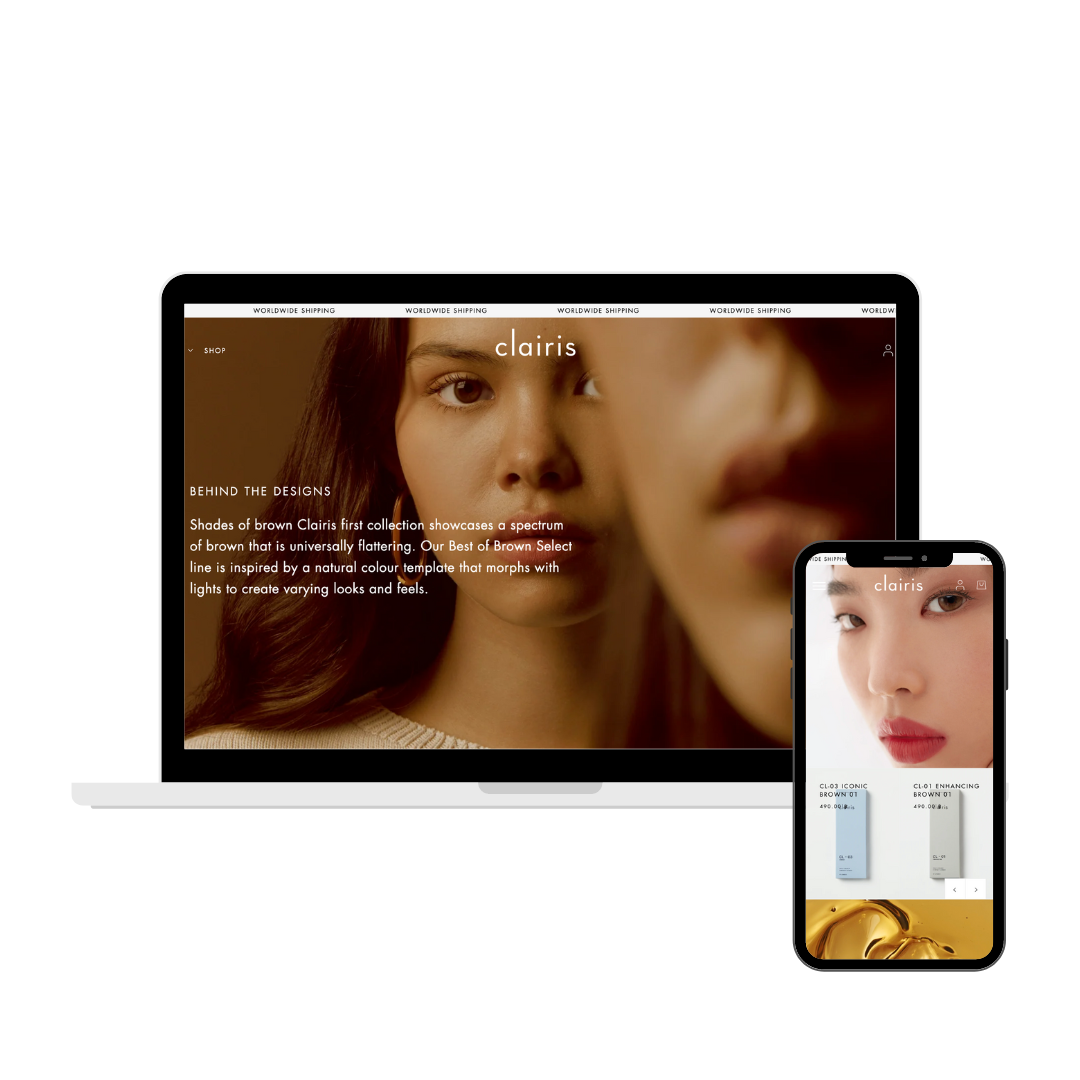 WORLDWIDE SHIPPING WORLDWIDE SHIPPING WORLDWIDE SHIPPING WORLDWIDE SHIPPING WORLDW
SHOP
clairis
BEHIND THE DESIGNS
Shades of brown Clairis first collection showcases a spectrum
of brown that is universally flattering. Our Best of Brown Select
line is inspired by a natural colour template that morphs with
lights to create varying looks and feels.
IDE SHIPPIN WO
clairis
CL-03 ICONIC
BROWN 01
490.00 ฿
CL-01 ENHANCING
BROWN 01
490.00 ฿